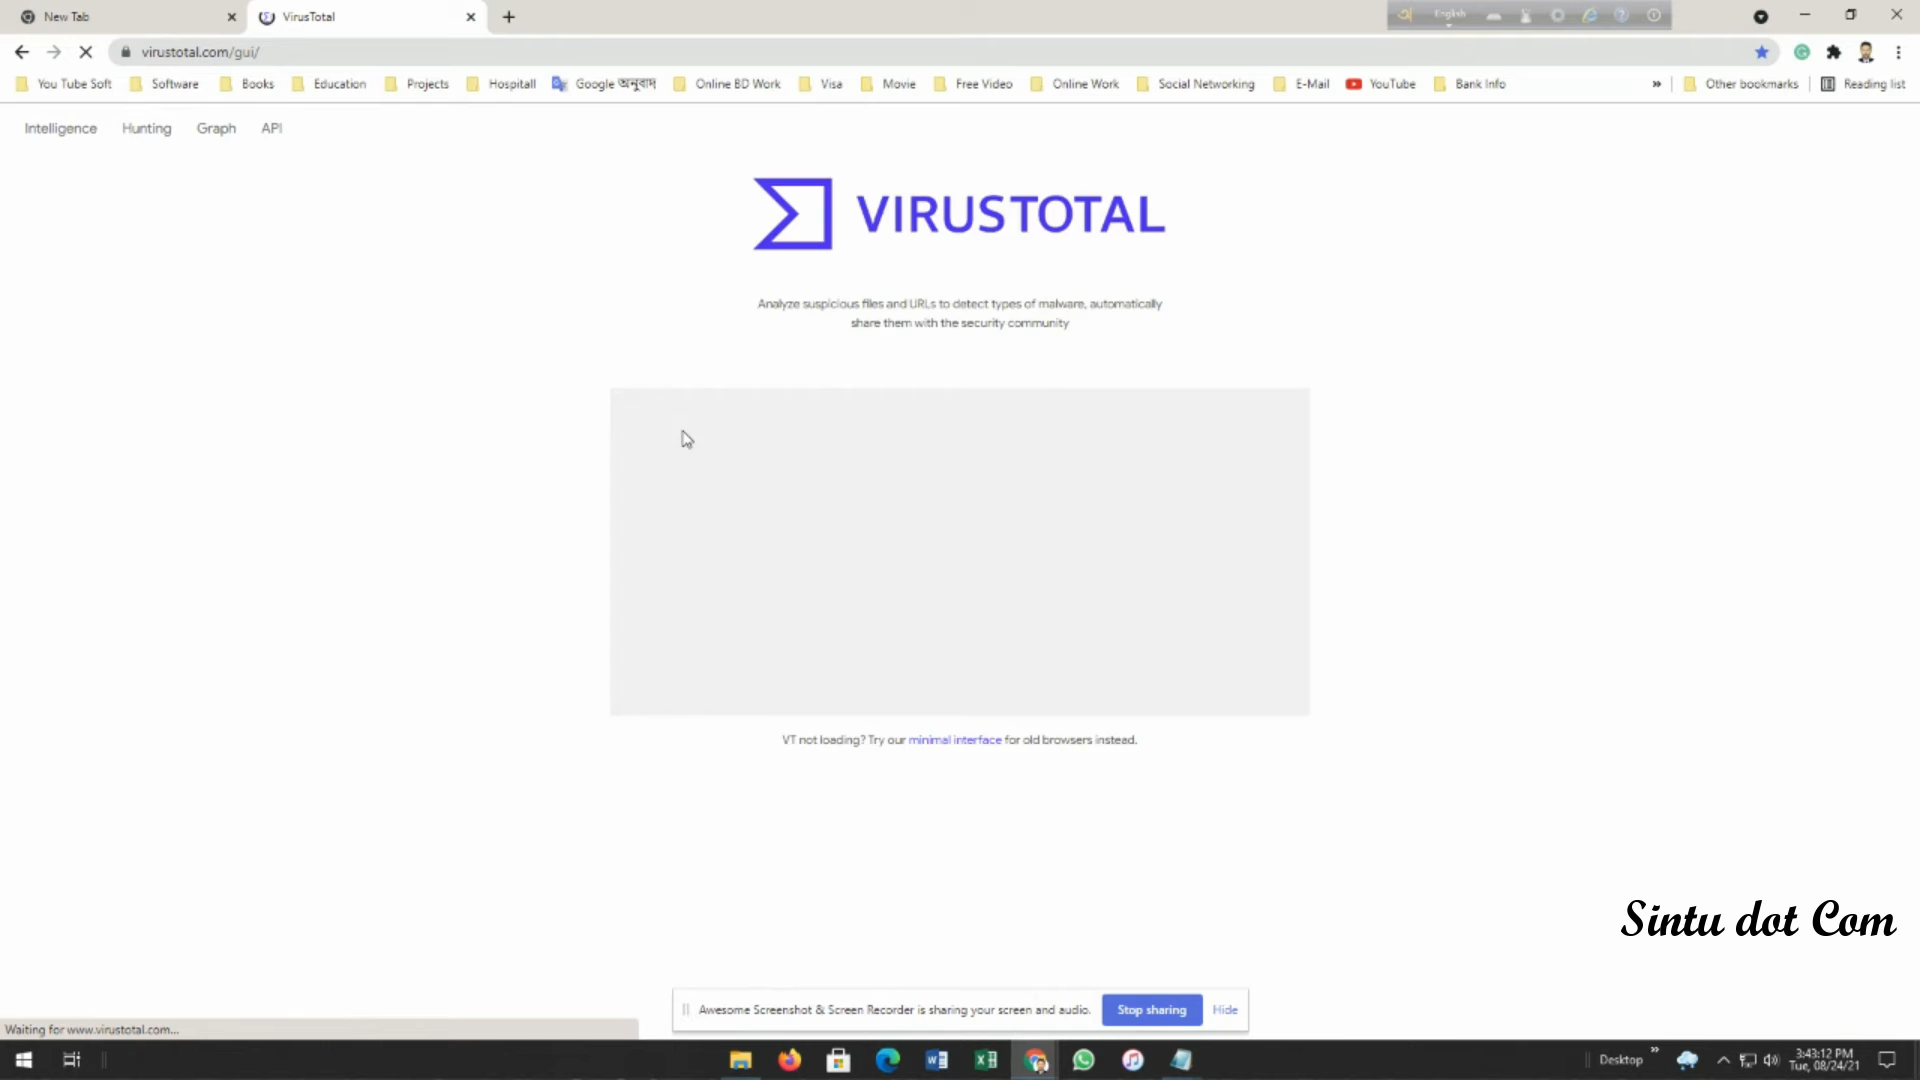 New Tab
VirusTotal
English
virustotal.com/gui/
You Tube Soft
Software
Books
Education
Projects
Hospitall
Google অনুবাদ
Online BD Work
Visa
Movie
Free Video
Online Work
Social Networking
E-Mail
YouTube
Bank Info
»
Other bookmarks
Reading list
Intelligence
Hunting
Graph
API
VIRUSTOTAL
Analyze suspicious files and URLs to detect types of malware, automatically
share them with the security community
VT not loading? Try our minimal interface for old browsers instead.
Sintu dot Com
Awesome Screenshot & Screen Recorder is sharing your screen and audio.
Stop sharing
Hide
Waiting for www.virustotal.com...
Desktop
»
3:43:12 PM
Tue, 08/24/21